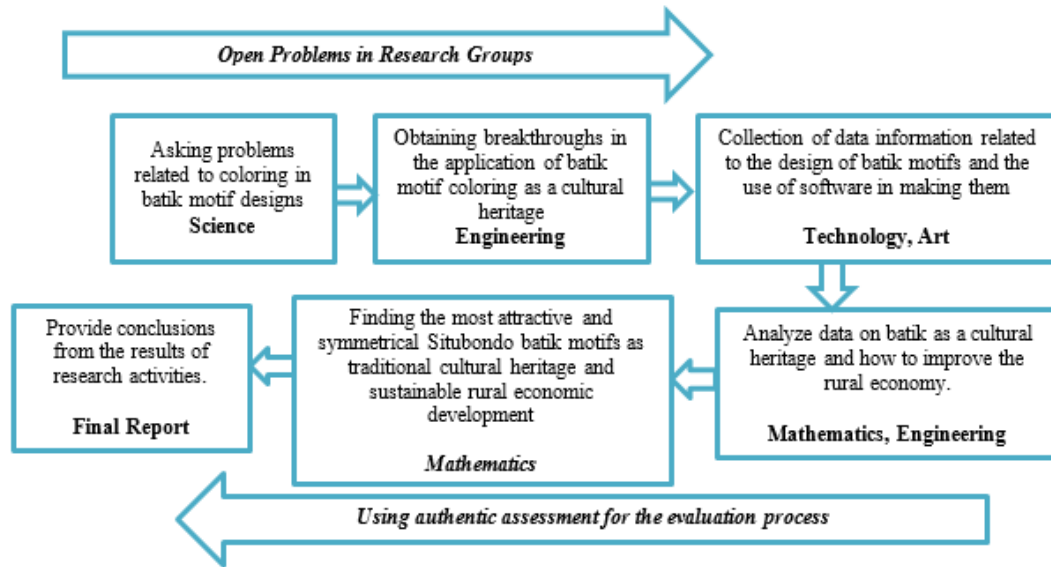 Open Problems in Research Groups
Asking problems
related to coloring in
batik motif designs
Science
Obtaining breakthroughs in
the application of batik
motif coloring as a cultural
heritage
Engineering
Collection of data information related
to the design of batik motifs and the
use of software in making them
Technology, Art
Analyze data on batik as a cultural
heritage and how to improve the
rural economy.
Mathematics, Engineering
Finding the most attractive and
symmetrical Situbondo batik motifs as
traditional cultural heritage and
sustainable rural economic
development
Mathematics
Provide conclusions
from the results of
research activities.
Final Report
Using authentic assessment for the evaluation process